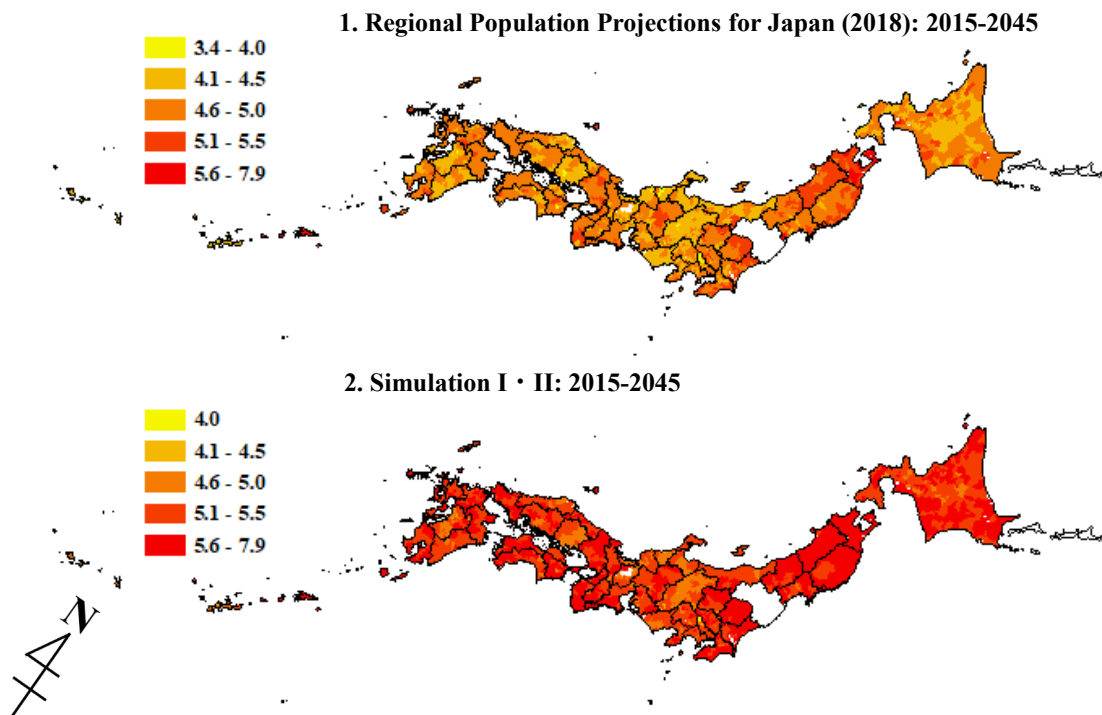 1. Regional Population Projections for Japan (2018): 2015-2045
3.4 - 4.0
4.1 - 4.5
4.6 - 5.0
5.1 - 5.5
5.6 - 7.9
2. Simulation I・II: 2015-2045
4.0
4.1 - 4.5
4.6 - 5.0
5.1 - 5.5
5.6 - 7.9
N